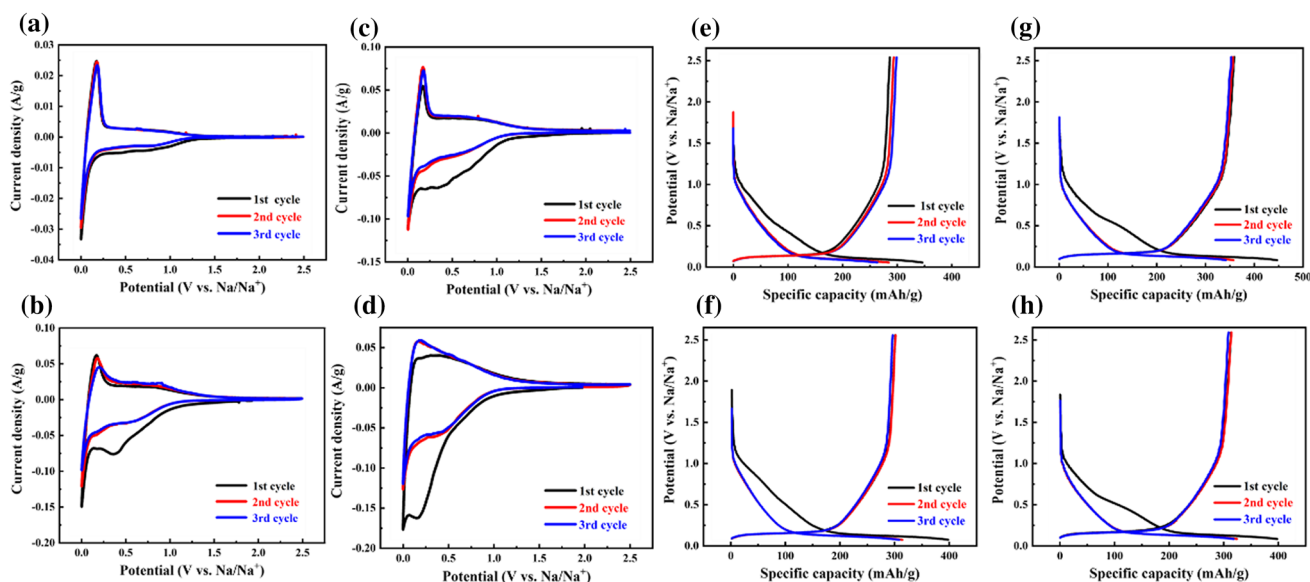 (a)
0.03
0.02
0.01
0.00
-0.01
-0.02
-0.03
-0.04
Current density (A/g)
1st cycle
2nd cycle
3rd cycle
0.0 0.5 1.0 1.5 2.0 2.5
Potential (V vs. Na/Na⁺)
(b)
0.10
0.05
0.00
-0.05
-0.10
-0.15
-0.20
Current density (A/g)
1st cycle
2nd cycle
3rd cycle
0.0 0.5 1.0 1.5 2.0 2.5
Potential (V vs. Na/Na⁺)
(c)
0.10
0.05
0.00
-0.05
-0.10
-0.15
Current density (A/g)
1st cycle
2nd cycle
3rd cycle
0.0 0.5 1.0 1.5 2.0 2.5
Potential (V vs. Na/Na⁺)
(d)
0.10
0.05
0.00
-0.05
-0.10
-0.15
-0.20
Current density (A/g)
1st cycle
2nd cycle
3rd cycle
0.0 0.5 1.0 1.5 2.0 2.5
Potential (V vs. Na/Na⁺)
(e)
2.5
2.0
1.5
1.0
0.5
0.0
Potential (V vs. Na/Na⁺)
1st cycle
2nd cycle
3rd cycle
0 100 200 300 400
Specific capacity (mAh/g)
(f)
2.5
2.0
1.5
1.0
0.5
0.0
Potential (V vs. Na/Na⁺)
1st cycle
2nd cycle
3rd cycle
0 100 200 300 400
Specific capacity (mAh/g)
(g)
2.5
2.0
1.5
1.0
0.5
0.0
Potential (V vs. Na/Na⁺)
1st cycle
2nd cycle
3rd cycle
0 100 200 300 400 500
Specific capacity (mAh/g)
(h)
2.5
2.0
1.5
1.0
0.5
0.0
Potential (V vs. Na/Na⁺)
1st cycle
2nd cycle
3rd cycle
0 100 200 300 400
Specific capacity (mAh/g)